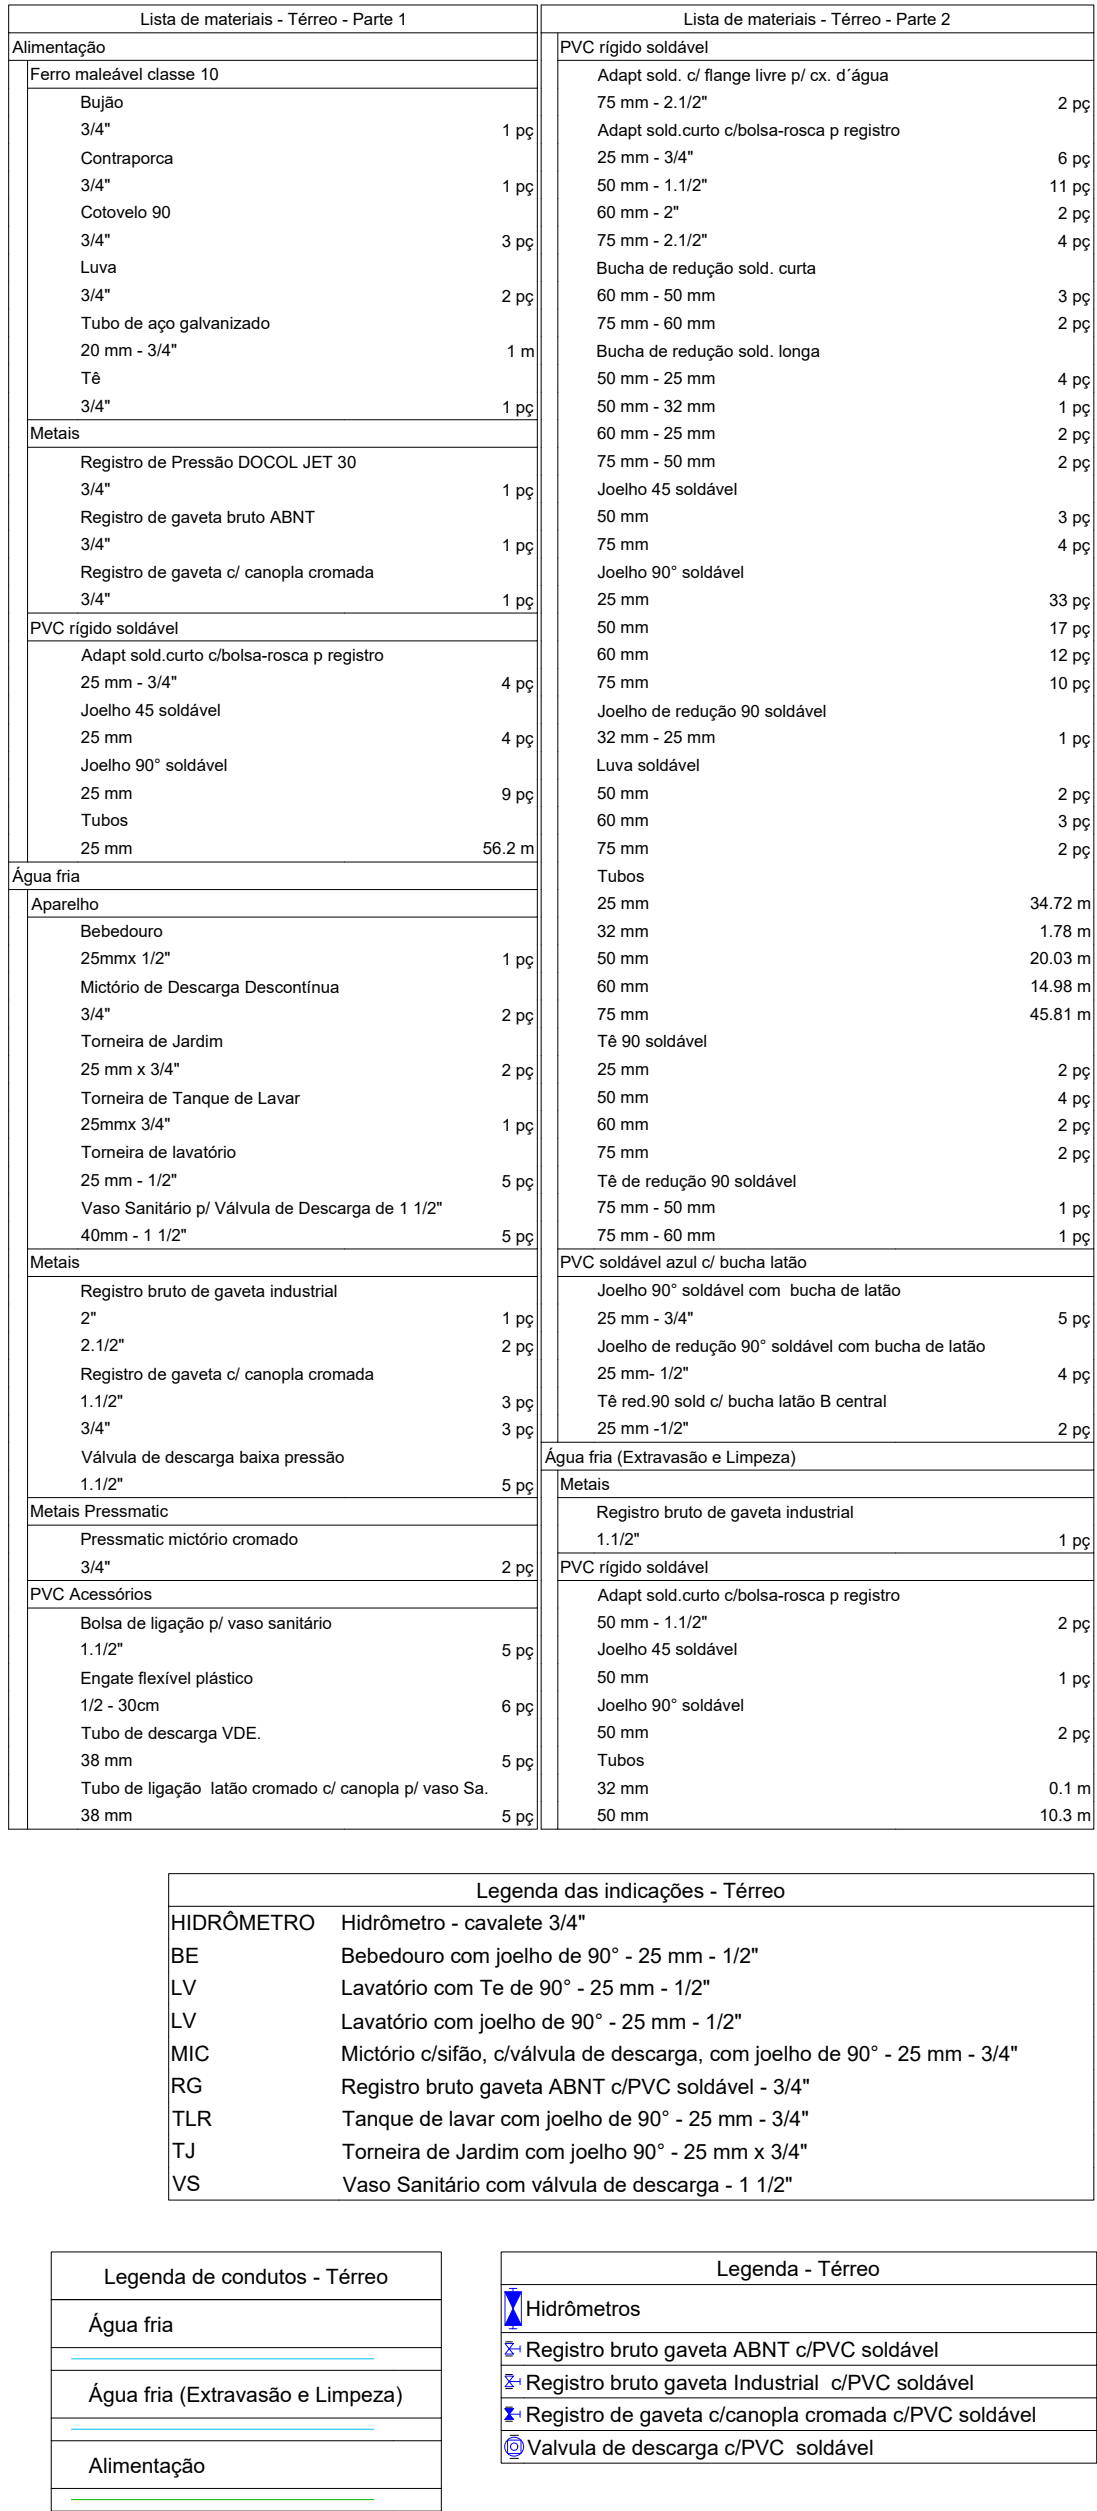 Lista de materiais - Térreo - Parte 1
Alimentação
Ferro maleável classe 10
Bujão
3/4" 1 pç
Contraporca
3/4" 1 pç
Cotovelo 90
3/4" 3 pç
Luva
3/4" 2 pç
Tubo de aço galvanizado
20 mm - 3/4" 1 m
Tê
3/4" 1 pç
Metais
Registro de Pressão DOCOL JET 30
3/4" 1 pç
Registro de gaveta bruto ABNT
3/4" 1 pç
Registro de gaveta c/ canopla cromada
3/4" 1 pç
PVC rígido soldável
Adapt sold.curto c/bolsa-rosca p registro
25 mm - 3/4" 4 pç
Joelho 45 soldável
25 mm 4 pç
Joelho 90° soldável
25 mm 9 pç
Tubos
25 mm 56.2 m
Água fria
Aparelho
Bebedouro
25mmx 1/2" 1 pç
Mictório de Descarga Descontínua
3/4" 2 pç
Torneira de Jardim
25 mm x 3/4" 2 pç
Torneira de Tanque de Lavar
25mmx 3/4" 1 pç
Torneira de lavatório
25 mm - 1/2" 5 pç
Vaso Sanitário p/ Válvula de Descarga de 1 1/2"
40mm - 1 1/2" 5 pç
Metais
Registro bruto de gaveta industrial
2" 1 pç
2.1/2" 2 pç
Registro de gaveta c/ canopla cromada
1.1/2" 3 pç
3/4" 3 pç
Válvula de descarga baixa pressão
1.1/2" 5 pç
Metais Pressmatic
Pressmatic mictório cromado
3/4" 2 pç
PVC Acessórios
Bolsa de ligação p/ vaso sanitário
1.1/2" 5 pç
Engate flexível plástico
1/2 - 30cm 6 pç
Tubo de descarga VDE.
38 mm 5 pç
Tubo de ligação latão cromado c/ canopla p/ vaso Sa.
38 mm 5 pç
Lista de materiais - Térreo - Parte 2
PVC rígido soldável
Adapt sold. c/ flange livre p/ cx. d´água
75 mm - 2.1/2" 2 pç
Adapt sold.curto c/bolsa-rosca p registro
25 mm - 3/4" 6 pç
50 mm - 1.1/2" 11 pç
60 mm - 2" 2 pç
75 mm - 2.1/2" 4 pç
Bucha de redução sold. curta
60 mm - 50 mm 3 pç
75 mm - 60 mm 2 pç
Bucha de redução sold. longa
50 mm - 25 mm 4 pç
50 mm - 32 mm 1 pç
60 mm - 25 mm 2 pç
75 mm - 50 mm 2 pç
Joelho 45 soldável
50 mm 3 pç
75 mm 4 pç
Joelho 90° soldável
25 mm 33 pç
50 mm 17 pç
60 mm 12 pç
75 mm 10 pç
Joelho de redução 90 soldável
32 mm - 25 mm 1 pç
Luva soldável
50 mm 2 pç
60 mm 3 pç
75 mm 2 pç
Tubos
25 mm 34.72 m
32 mm 1.78 m
50 mm 20.03 m
60 mm 14.98 m
75 mm 45.81 m
Tê 90 soldável
25 mm 2 pç
50 mm 4 pç
60 mm 2 pç
75 mm 2 pç
Tê de redução 90 soldável
75 mm - 50 mm 1 pç
75 mm - 60 mm 1 pç
PVC soldável azul c/ bucha latão
Joelho 90° soldável com bucha de latão
25 mm - 3/4" 5 pç
Joelho de redução 90° soldável com bucha de latão
25 mm- 1/2" 4 pç
Tê red.90 sold c/ bucha latão B central
25 mm -1/2" 2 pç
Água fria (Extravasão e Limpeza)
Metais
Registro bruto de gaveta industrial
1.1/2" 1 pç
PVC rígido soldável
Adapt sold.curto c/bolsa-rosca p registro
50 mm - 1.1/2" 2 pç
Joelho 45 soldável
50 mm 1 pç
Joelho 90° soldável
50 mm 2 pç
Tubos
32 mm 0.1 m
50 mm 10.3 m
Legenda das indicações - Térreo
HIDRÔMETRO Hidrômetro - cavalete 3/4"
BE Bebedouro com joelho de 90° - 25 mm - 1/2"
LV Lavatório com Te de 90° - 25 mm - 1/2"
LV Lavatório com joelho de 90° - 25 mm - 1/2"
MIC Mictório c/sifão, c/válvula de descarga, com joelho de 90° - 25 mm - 3/4"
RG Registro bruto gaveta ABNT c/PVC soldável - 3/4"
TLR Tanque de lavar com joelho de 90° - 25 mm - 3/4"
TJ Torneira de Jardim com joelho 90° - 25 mm x 3/4"
VS Vaso Sanitário com válvula de descarga - 1 1/2"
Legenda de condutos - Térreo
Água fria
Água fria (Extravasão e Limpeza)
Alimentação
Legenda - Térreo
Hidrômetros
Registro bruto gaveta ABNT c/PVC soldável
Registro bruto gaveta Industrial c/PVC soldável
Registro de gaveta c/canopla cromada c/PVC soldável
Valvula de descarga c/PVC soldável